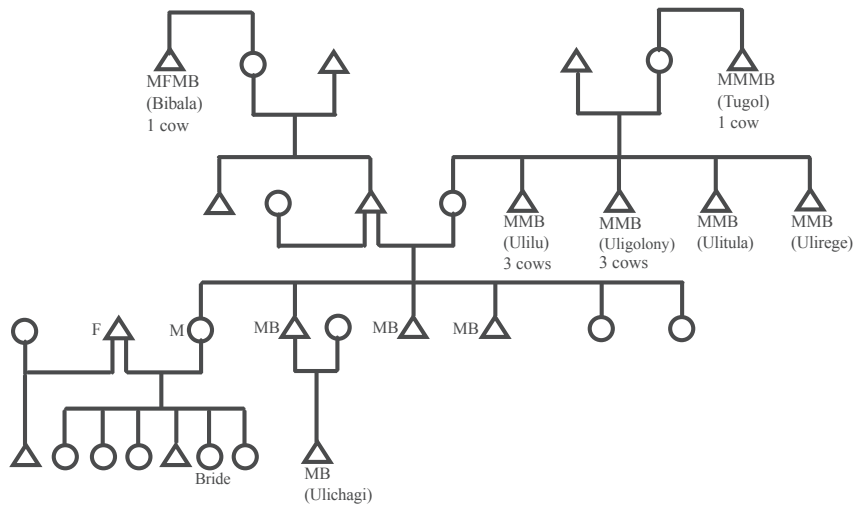 MFMB
(Bibala)
1 cow
MMMB
(Tugol)
1 cow
MMB
(Ulilu)
3 cows
MMB
(Uligolony)
3 cows
MMB
(Ulitula)
MMB
(Ulirege)
F
M
MB
MB
MB
Bride
MB
(Ulichagi)